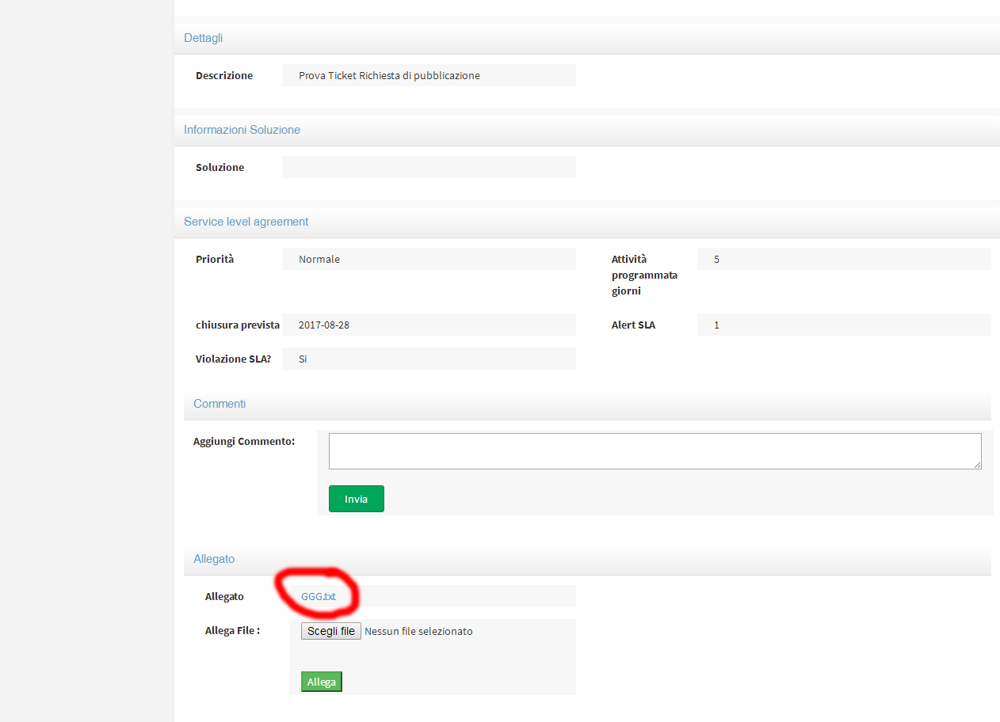 Dettagli
Descrizione Prova Ticket Richiesta di pubblicazione
Informazioni Soluzione
Soluzione
Service level agreement
Priorità Normale Attività programmata giorni 5
chiusura prevista 2017-08-28 Alert SLA 1
Violazione SLA? Si
Commenti
Aggiungi Commento:
Invia
Allegato
Allegato GGG.txt
Allega File : Scegli file Nessun file selezionato
Allega